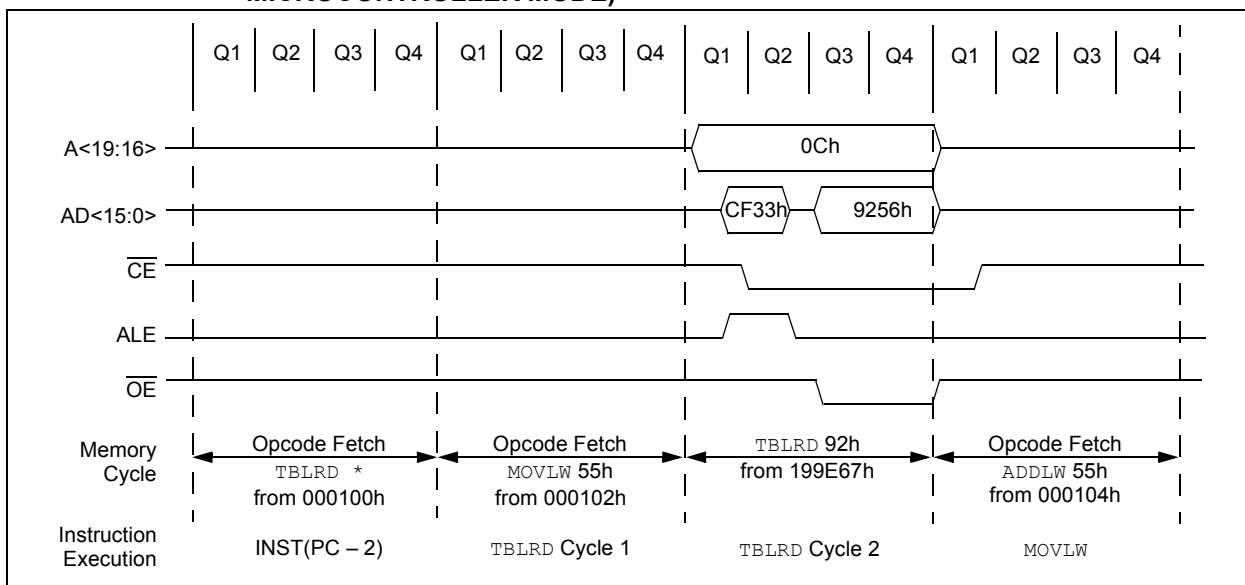 Q1 Q2 Q3 Q4 Q1 Q2 Q3 Q4 Q1 Q2 Q3 Q4 Q1 Q2 Q3 Q4
A<19:16> 0Ch
AD<15:0> CF33h 9256h
CE
ALE
OE
Memory Cycle
Opcode Fetch
TBLRD *
from 000100h
Opcode Fetch
MOVLW 55h
from 000102h
TBLRD 92h
from 199E67h
Opcode Fetch
ADDLW 55h
from 000104h
Instruction
Execution
INST(PC – 2) TBLRD Cycle 1 TBLRD Cycle 2 MOVLW